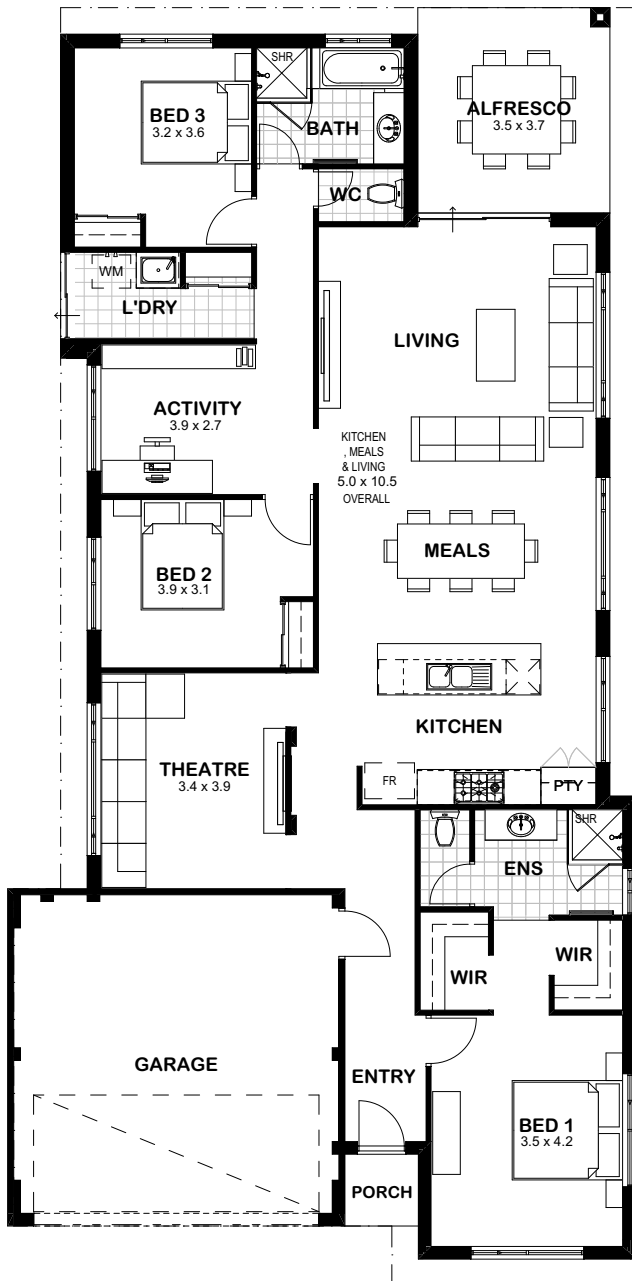 SHR
BED 3
3.2 x 3.6
BATH
ALFRESCO
3.5 x 3.7
WC
WM
L'DRY
LIVING
ACTIVITY
3.9 x 2.7
KITCHEN
, MEALS
& LIVING
5.0 x 10.5
OVERALL
MEALS
BED 2
3.9 x 3.1
KITCHEN
THEATRE
3.4 x 3.9
FR
PTY
SHR
ENS
WIR
WIR
GARAGE
ENTRY
BED 1
3.5 x 4.2
PORCH